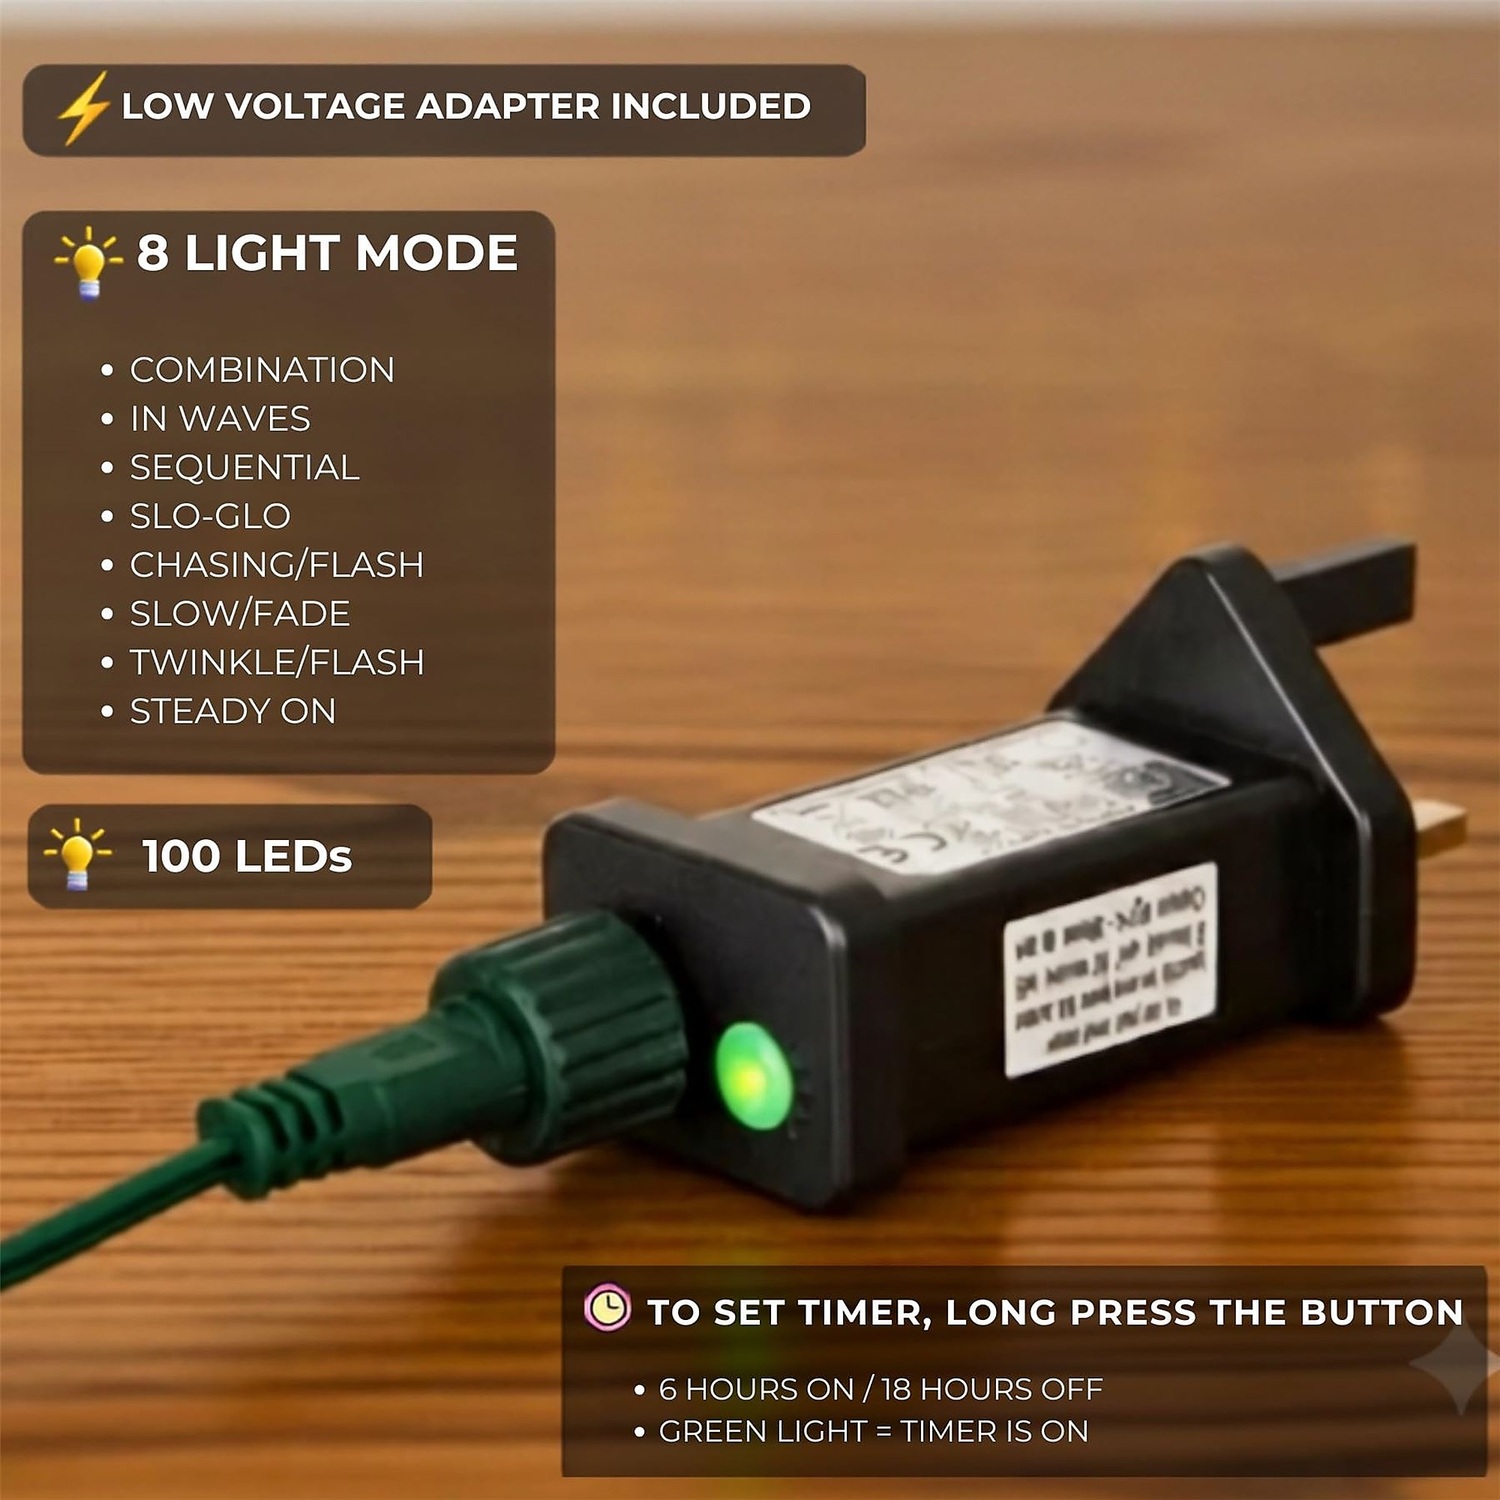 LOW VOLTAGE ADAPTER INCLUDED
8 LIGHT MODE
COMBINATION
IN WAVES
SEQUENTIAL
SLO-GLO
CHASING/FLASH
SLOW/FADE
TWINKLE/FLASH
STEADY ON
100 LEDs
TO SET TIMER, LONG PRESS THE BUTTON
6 HOURS ON / 18 HOURS OFF
GREEN LIGHT = TIMER IS ON